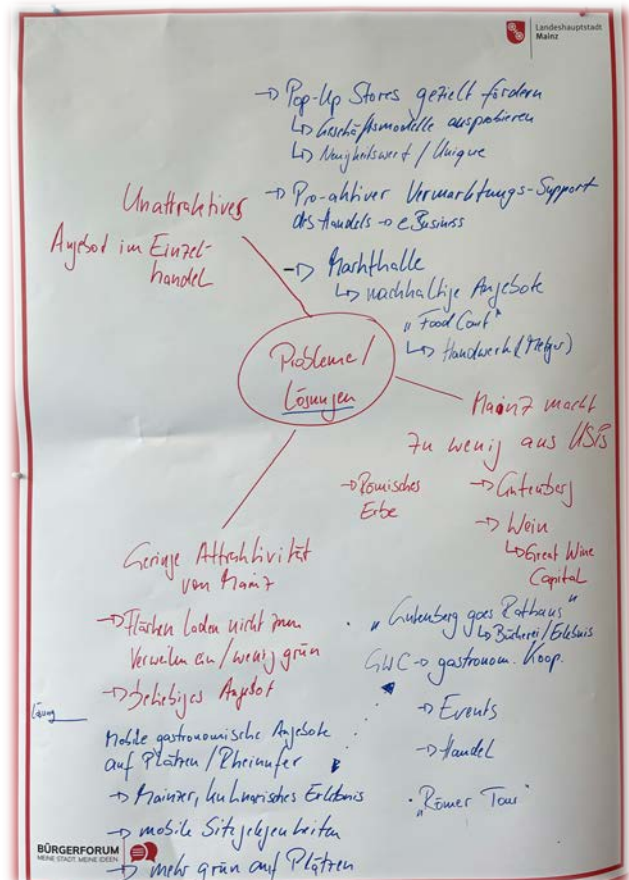 Landeshauptstadt
Mainz
→ Pop-Up Stores gezielt fördern
↳ Geschäftsmodelle ausprobieren
↳ Neuigkeitswert / Unique
Unattraktives
Angebot im Einzel-
handel
→ Pro-aktiver Vermarktungs-Support
des Handels → eBusiness
→ Markthalle
↳ nachhaltige Angebote
"Food Court"
↳ Handwerk (Metzger)
Probleme /
Lösungen
Mainz macht
zu wenig aus USPs
→ Römisches
Erbe
→ Gutenberg
→ Wein
↳ Great Wine
Capital
Geringe Attraktivität
von Mainz
→ Flächen laden nicht zum
Verweilen ein / wenig grün
→ beliebiges Angebot
Lösung
Mobile gastronomische Angebote
auf Plätzen / Rheinufer
→ Mainzer, kulinarisches Erlebnis
→ mobile Sitzgelegenheiten
→ mehr grün auf Plätzen
"Gutenberg goes Rathaus"
↳ Bücherei / Erlebnis
GWC → gastronom. Koop.
→ Events
→ Handel
"Römer Tour"
BÜRGERFORUM
MEINE STADT. MEINE IDEEN